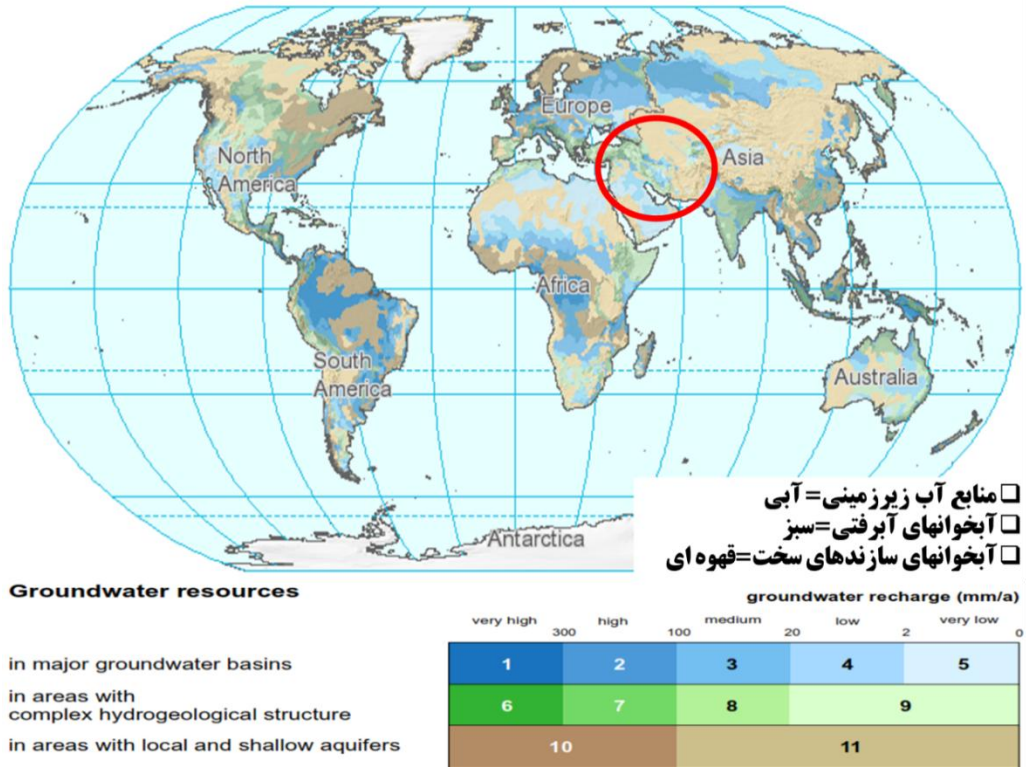 Europe
North
America
Asia
Africa
South
America
Australia
Antarctica
❑منابع آب زیرزمینی=آبی
❑آبخوانهای آبرفتی=سبز
❑آبخوانهای سازندهای سخت=قهوه ای
Groundwater resources
groundwater recharge (mm/a)
very high 300 high 100 medium 20 low 2 very low 0
in major groundwater basins 1 2 3 4 5
in areas with
complex hydrogeological structure 6 7 8 9
in areas with local and shallow aquifers 10 11